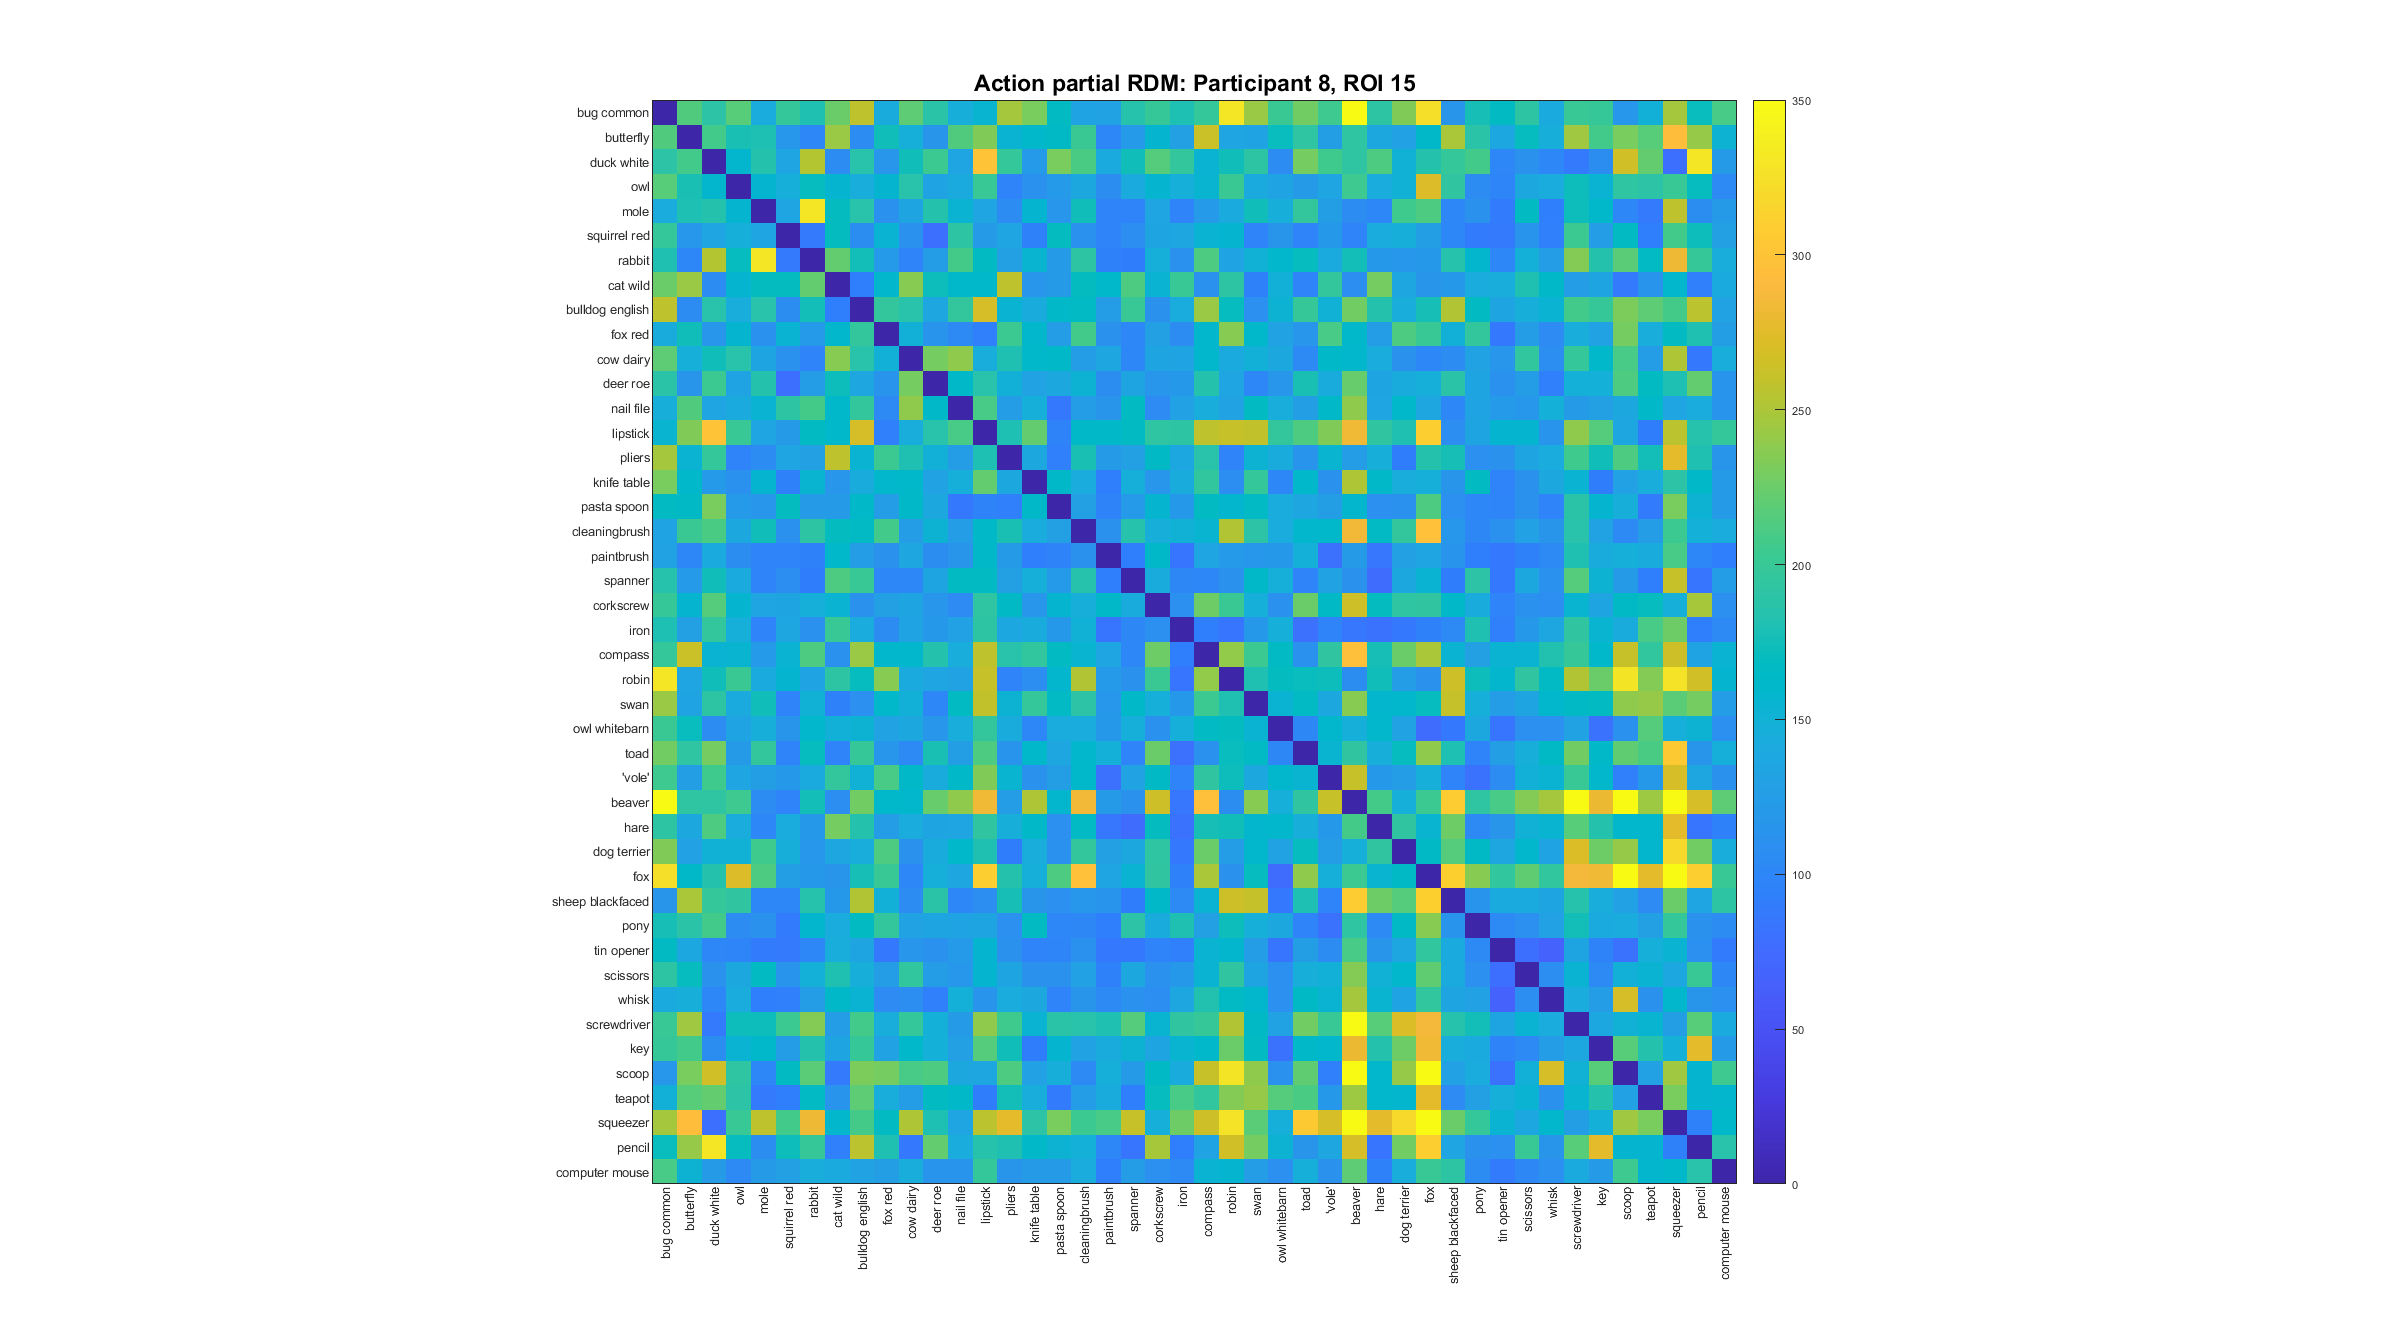 Action partial RDM: Participant 8, ROI 15
bug common
butterfly
duck white
owl
mole
squirrel red
rabbit
cat wild
bulldog english
fox red
cow dairy
deer roe
nail file
lipstick
pliers
knife table
pasta spoon
cleaningbrush
paintbrush
spanner
corkscrew
iron
compass
robin
swan
owl whitebarn
toad
'vole'
beaver
hare
dog terrier
fox
sheep blackfaced
pony
tin opener
scissors
whisk
screwdriver
key
scoop
teapot
squeezer
pencil
computer mouse
bug common
butterfly
duck white
owl
mole
squirrel red
rabbit
cat wild
bulldog english
fox red
cow dairy
deer roe
nail file
lipstick
pliers
knife table
pasta spoon
cleaningbrush
paintbrush
spanner
corkscrew
iron
compass
robin
swan
owl whitebarn
toad
'vole'
beaver
hare
dog terrier
fox
sheep blackfaced
pony
tin opener
scissors
whisk
screwdriver
key
scoop
teapot
squeezer
pencil
computer mouse
350
300
250
200
150
100
50
0